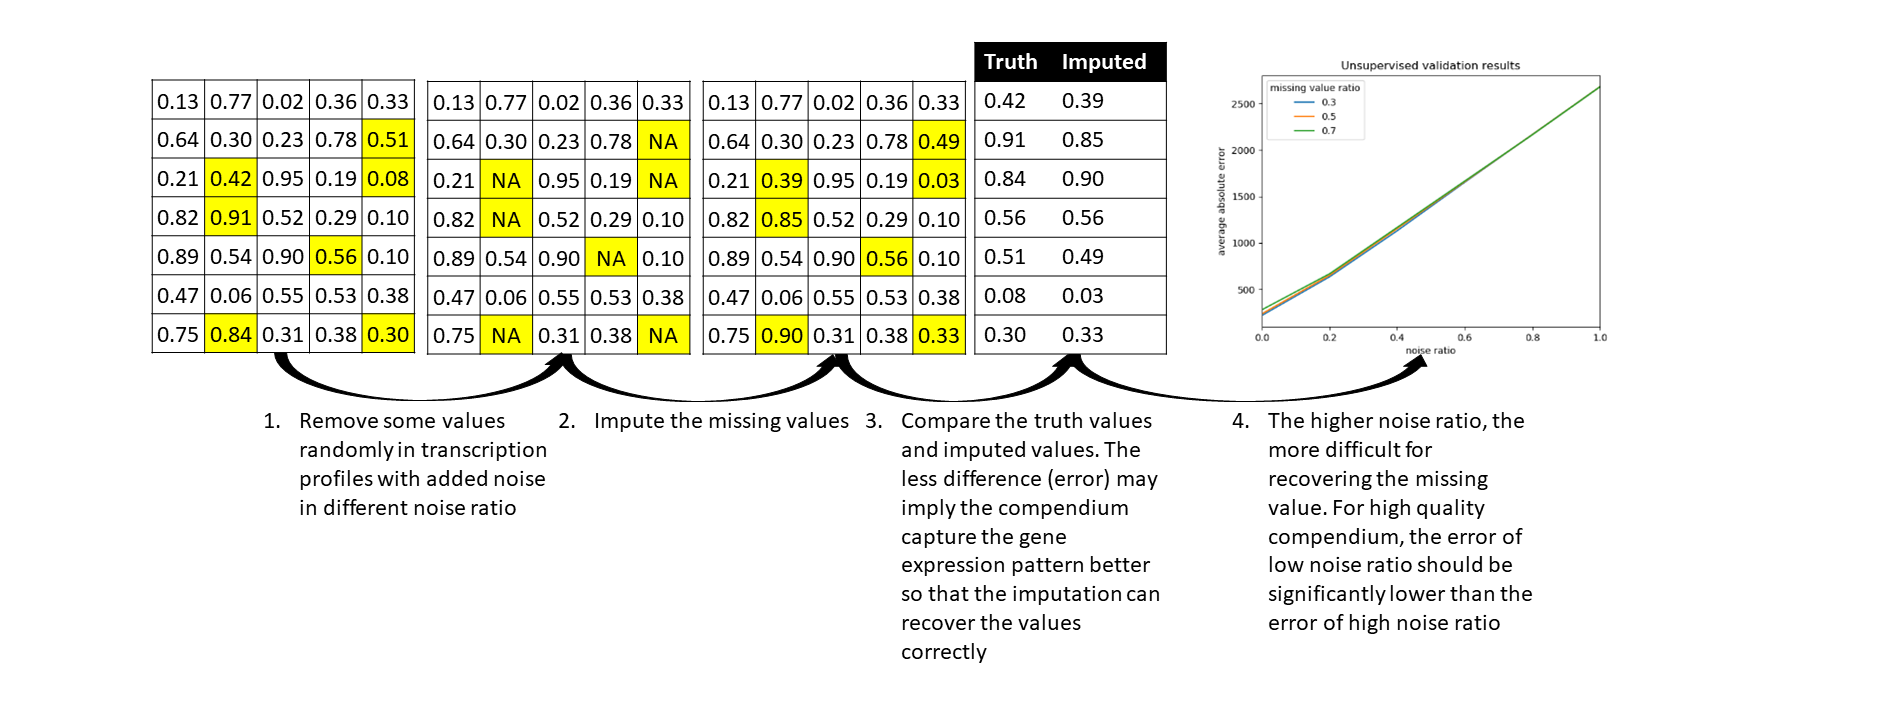 0.13 0.77 0.02 0.36 0.33
0.64 0.30 0.23 0.78 0.51
0.21 0.42 0.95 0.19 0.08
0.82 0.91 0.52 0.29 0.10
0.89 0.54 0.90 0.56 0.10
0.47 0.06 0.55 0.53 0.38
0.75 0.84 0.31 0.38 0.30
0.13 0.77 0.02 0.36 0.33
0.64 0.30 0.23 0.78 NA
0.21 NA 0.95 0.19 NA
0.82 NA 0.52 0.29 0.10
0.89 0.54 0.90 NA 0.10
0.47 0.06 0.55 0.53 0.38
0.75 NA 0.31 0.38 NA
0.13 0.77 0.02 0.36 0.33
0.64 0.30 0.23 0.78 0.49
0.21 0.39 0.95 0.19 0.03
0.82 0.85 0.52 0.29 0.10
0.89 0.54 0.90 0.56 0.10
0.47 0.06 0.55 0.53 0.38
0.75 0.90 0.31 0.38 0.33
Truth Imputed
0.42 0.39
0.91 0.85
0.84 0.90
0.56 0.56
0.51 0.49
0.08 0.03
0.30 0.33
Unsupervised validation results
missing value ratio
0.3
0.5
0.7
average absolute error
2500
2000
1500
1000
500
0.0 0.2 0.4 0.6 0.8 1.0
noise ratio
1. Remove some values
randomly in transcription
profiles with added noise
in different noise ratio
2. Impute the missing values
3. Compare the truth values
and imputed values. The
less difference (error) may
imply the compendium
capture the gene
expression pattern better
so that the imputation can
recover the values
correctly
4. The higher noise ratio, the
more difficult for
recovering the missing
value. For high quality
compendium, the error of
low noise ratio should be
significantly lower than the
error of high noise ratio